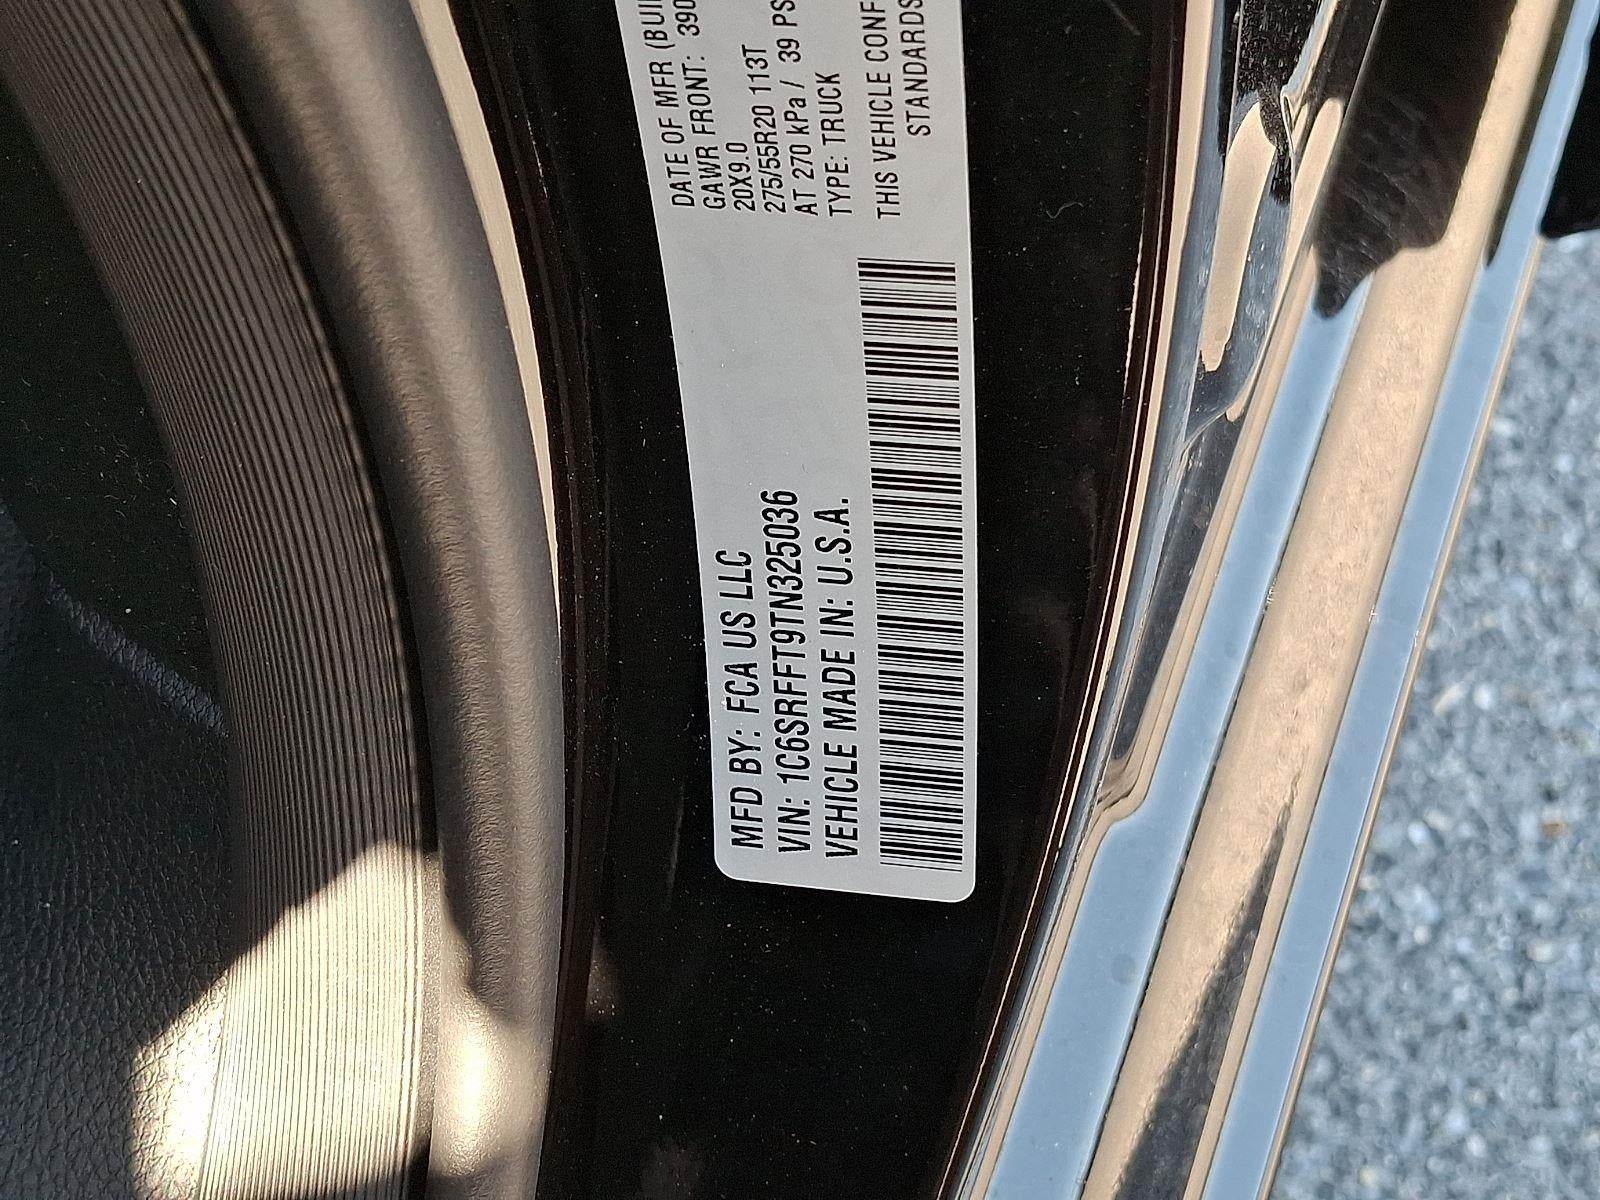 MFD BY: FCA US LLC
VIN: 1C6SRFFT9TN325036
VEHICLE MADE IN: U.S.A.
DATE OF MFR
GAWR FRONT:
20X9.0
275/55R20 113T
AT 270 kPa / 39
TYPE: TRUCK
THIS VEHICLE
STANDARDS